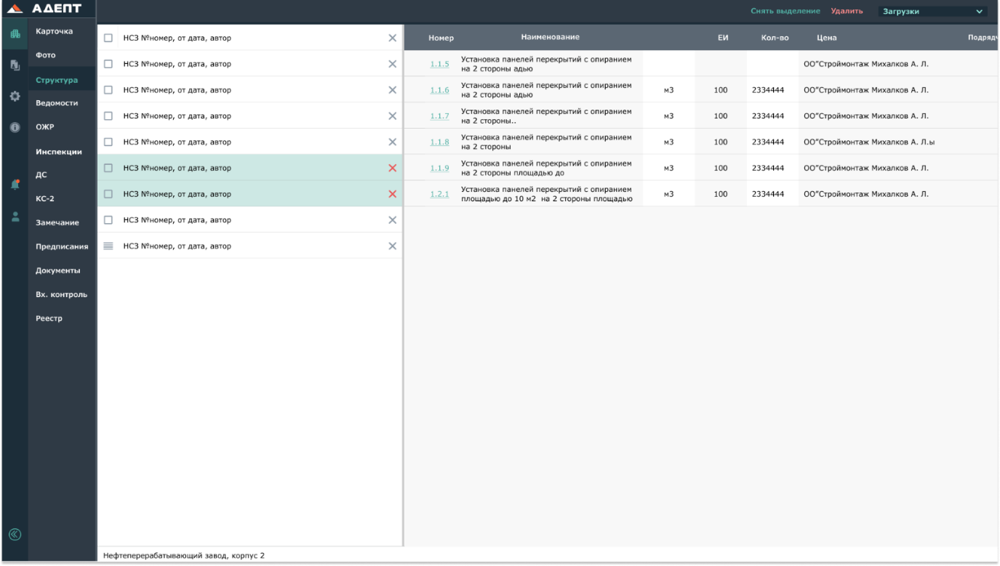 АДЕПТ
Снять выделение Удалить Загрузки
Карточка
Фото
Структура
Ведомости
ОЖР
Инспекции
ДС
КС-2
Замечание
Предписания
Документы
Вх. контроль
Реестр
НСЗ №номер, от дата, автор
НСЗ №номер, от дата, автор
НСЗ №номер, от дата, автор
НСЗ №номер, от дата, автор
НСЗ №номер, от дата, автор
НСЗ №номер, от дата, автор
НСЗ №номер, от дата, автор
НСЗ №номер, от дата, автор
НСЗ №номер, от дата, автор
Номер Наименование ЕИ Кол-во Цена Подряд
1.1.5 Установка панелей перекрытий с опиранием
на 2 стороны адью
ОО"Строймонтаж Михалков А. Л.
1.1.6 Установка панелей перекрытий с опиранием
на 2 стороны адью
м3 100 2334444 ОО"Строймонтаж Михалков А. Л.
1.1.7 Установка панелей перекрытий с опиранием
на 2 стороны..
м3 100 2334444 ОО"Строймонтаж Михалков А. Л.
1.1.8 Установка панелей перекрытий с опиранием
на 2 стороны
м3 100 2334444 ОО"Строймонтаж Михалков А. Л.ы
1.1.9 Установка панелей перекрытий с опиранием
на 2 стороны площадью до
м3 100 2334444 ОО"Строймонтаж Михалков А. Л.
1.2.1 Установка панелей перекрытий с опиранием
площадью до 10 м2 на 2 стороны площадью
м3 100 2334444 ОО"Строймонтаж Михалков А. Л.
Нефтеперерабатывающий завод, корпус 2